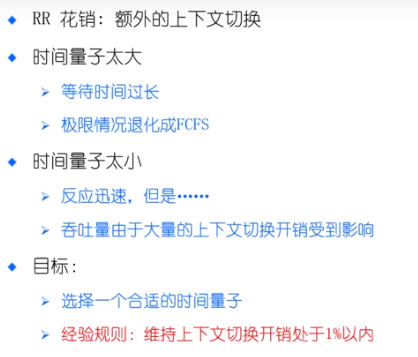 RR 花销: 额外的上下文切换
时间量子太大
等待时间过长
极限情况退化成FCFS
时间量子太小
反应迅速，但是……
吞吐量由于大量的上下文切换开销受到影响
目标:
选择一个合适的时间量子
经验规则: 维持上下文切换开销处于1%以内